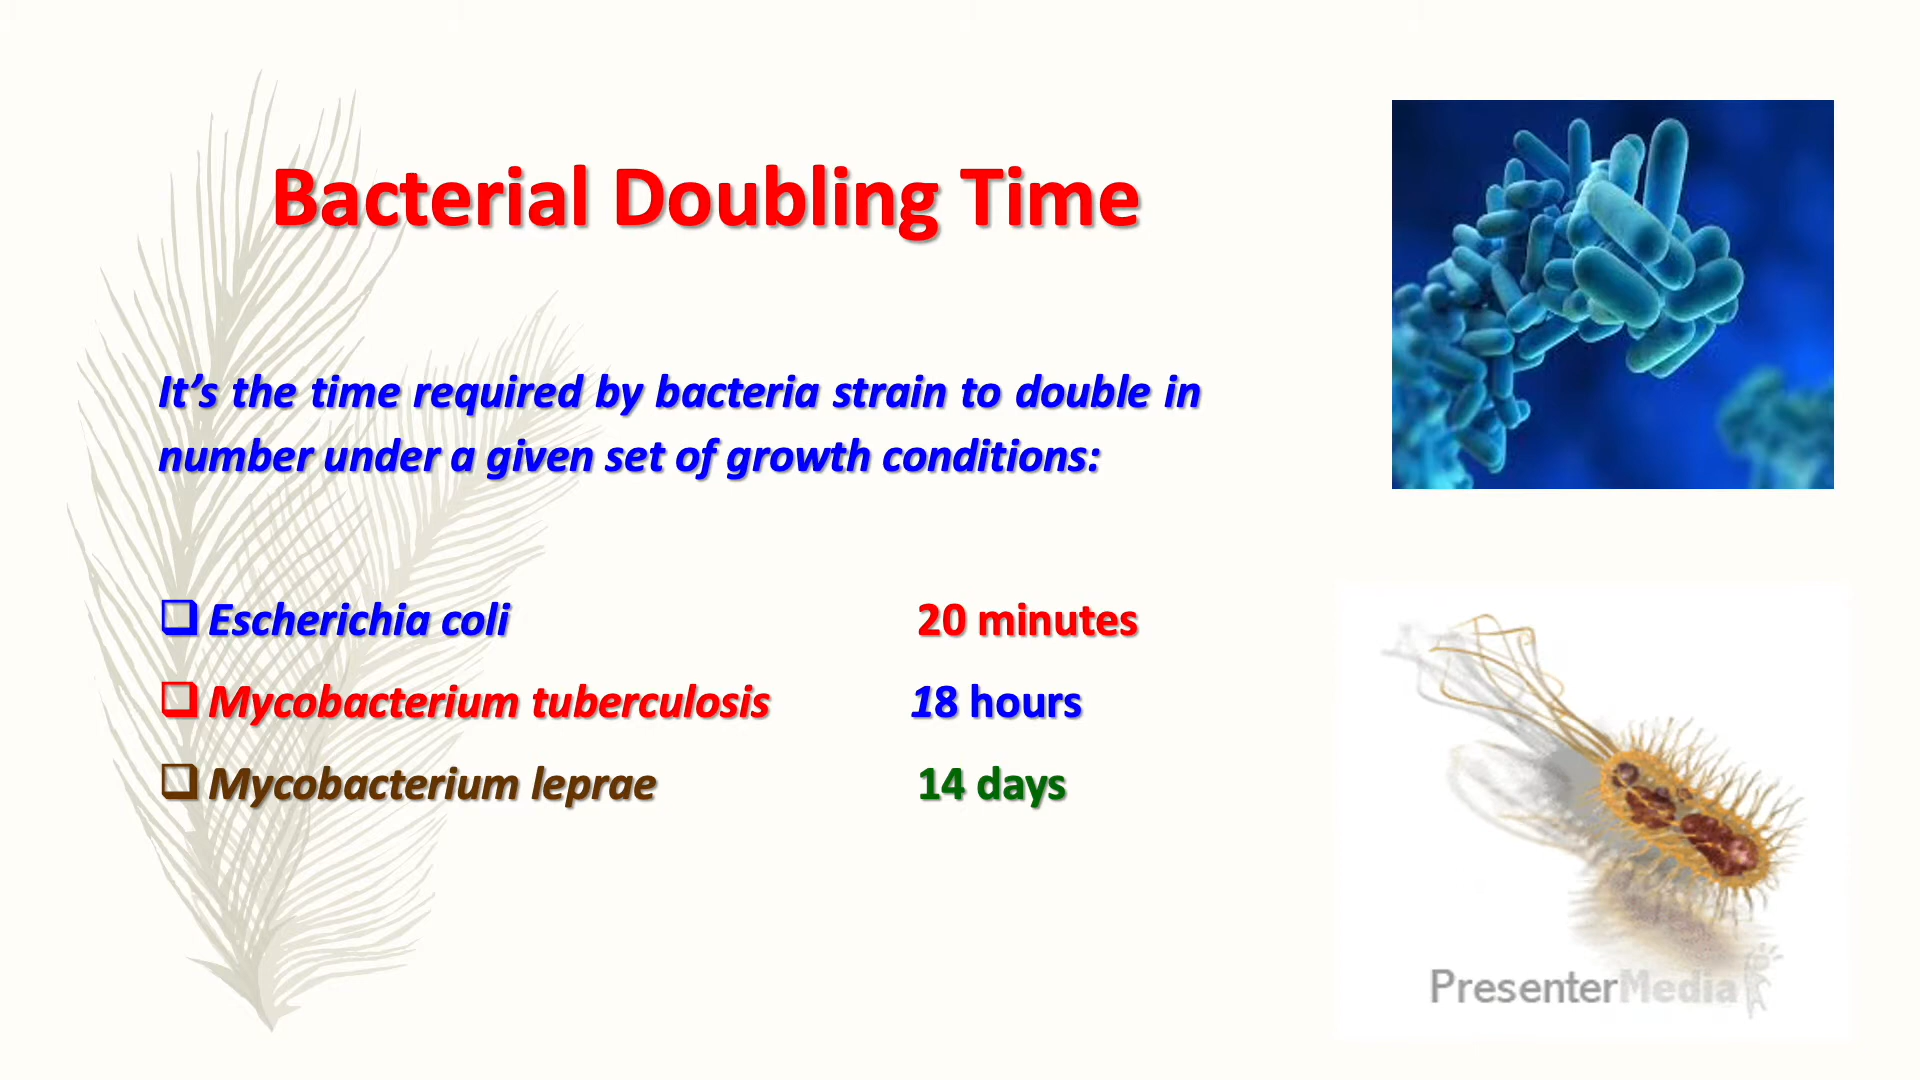 Bacterial Doubling Time
It’s the time required by bacteria strain to double in
number under a given set of growth conditions:
❑ Escherichia coli 20 minutes
❑ Mycobacterium tuberculosis 18 hours
❑ Mycobacterium leprae 14 days
PresenterMedia